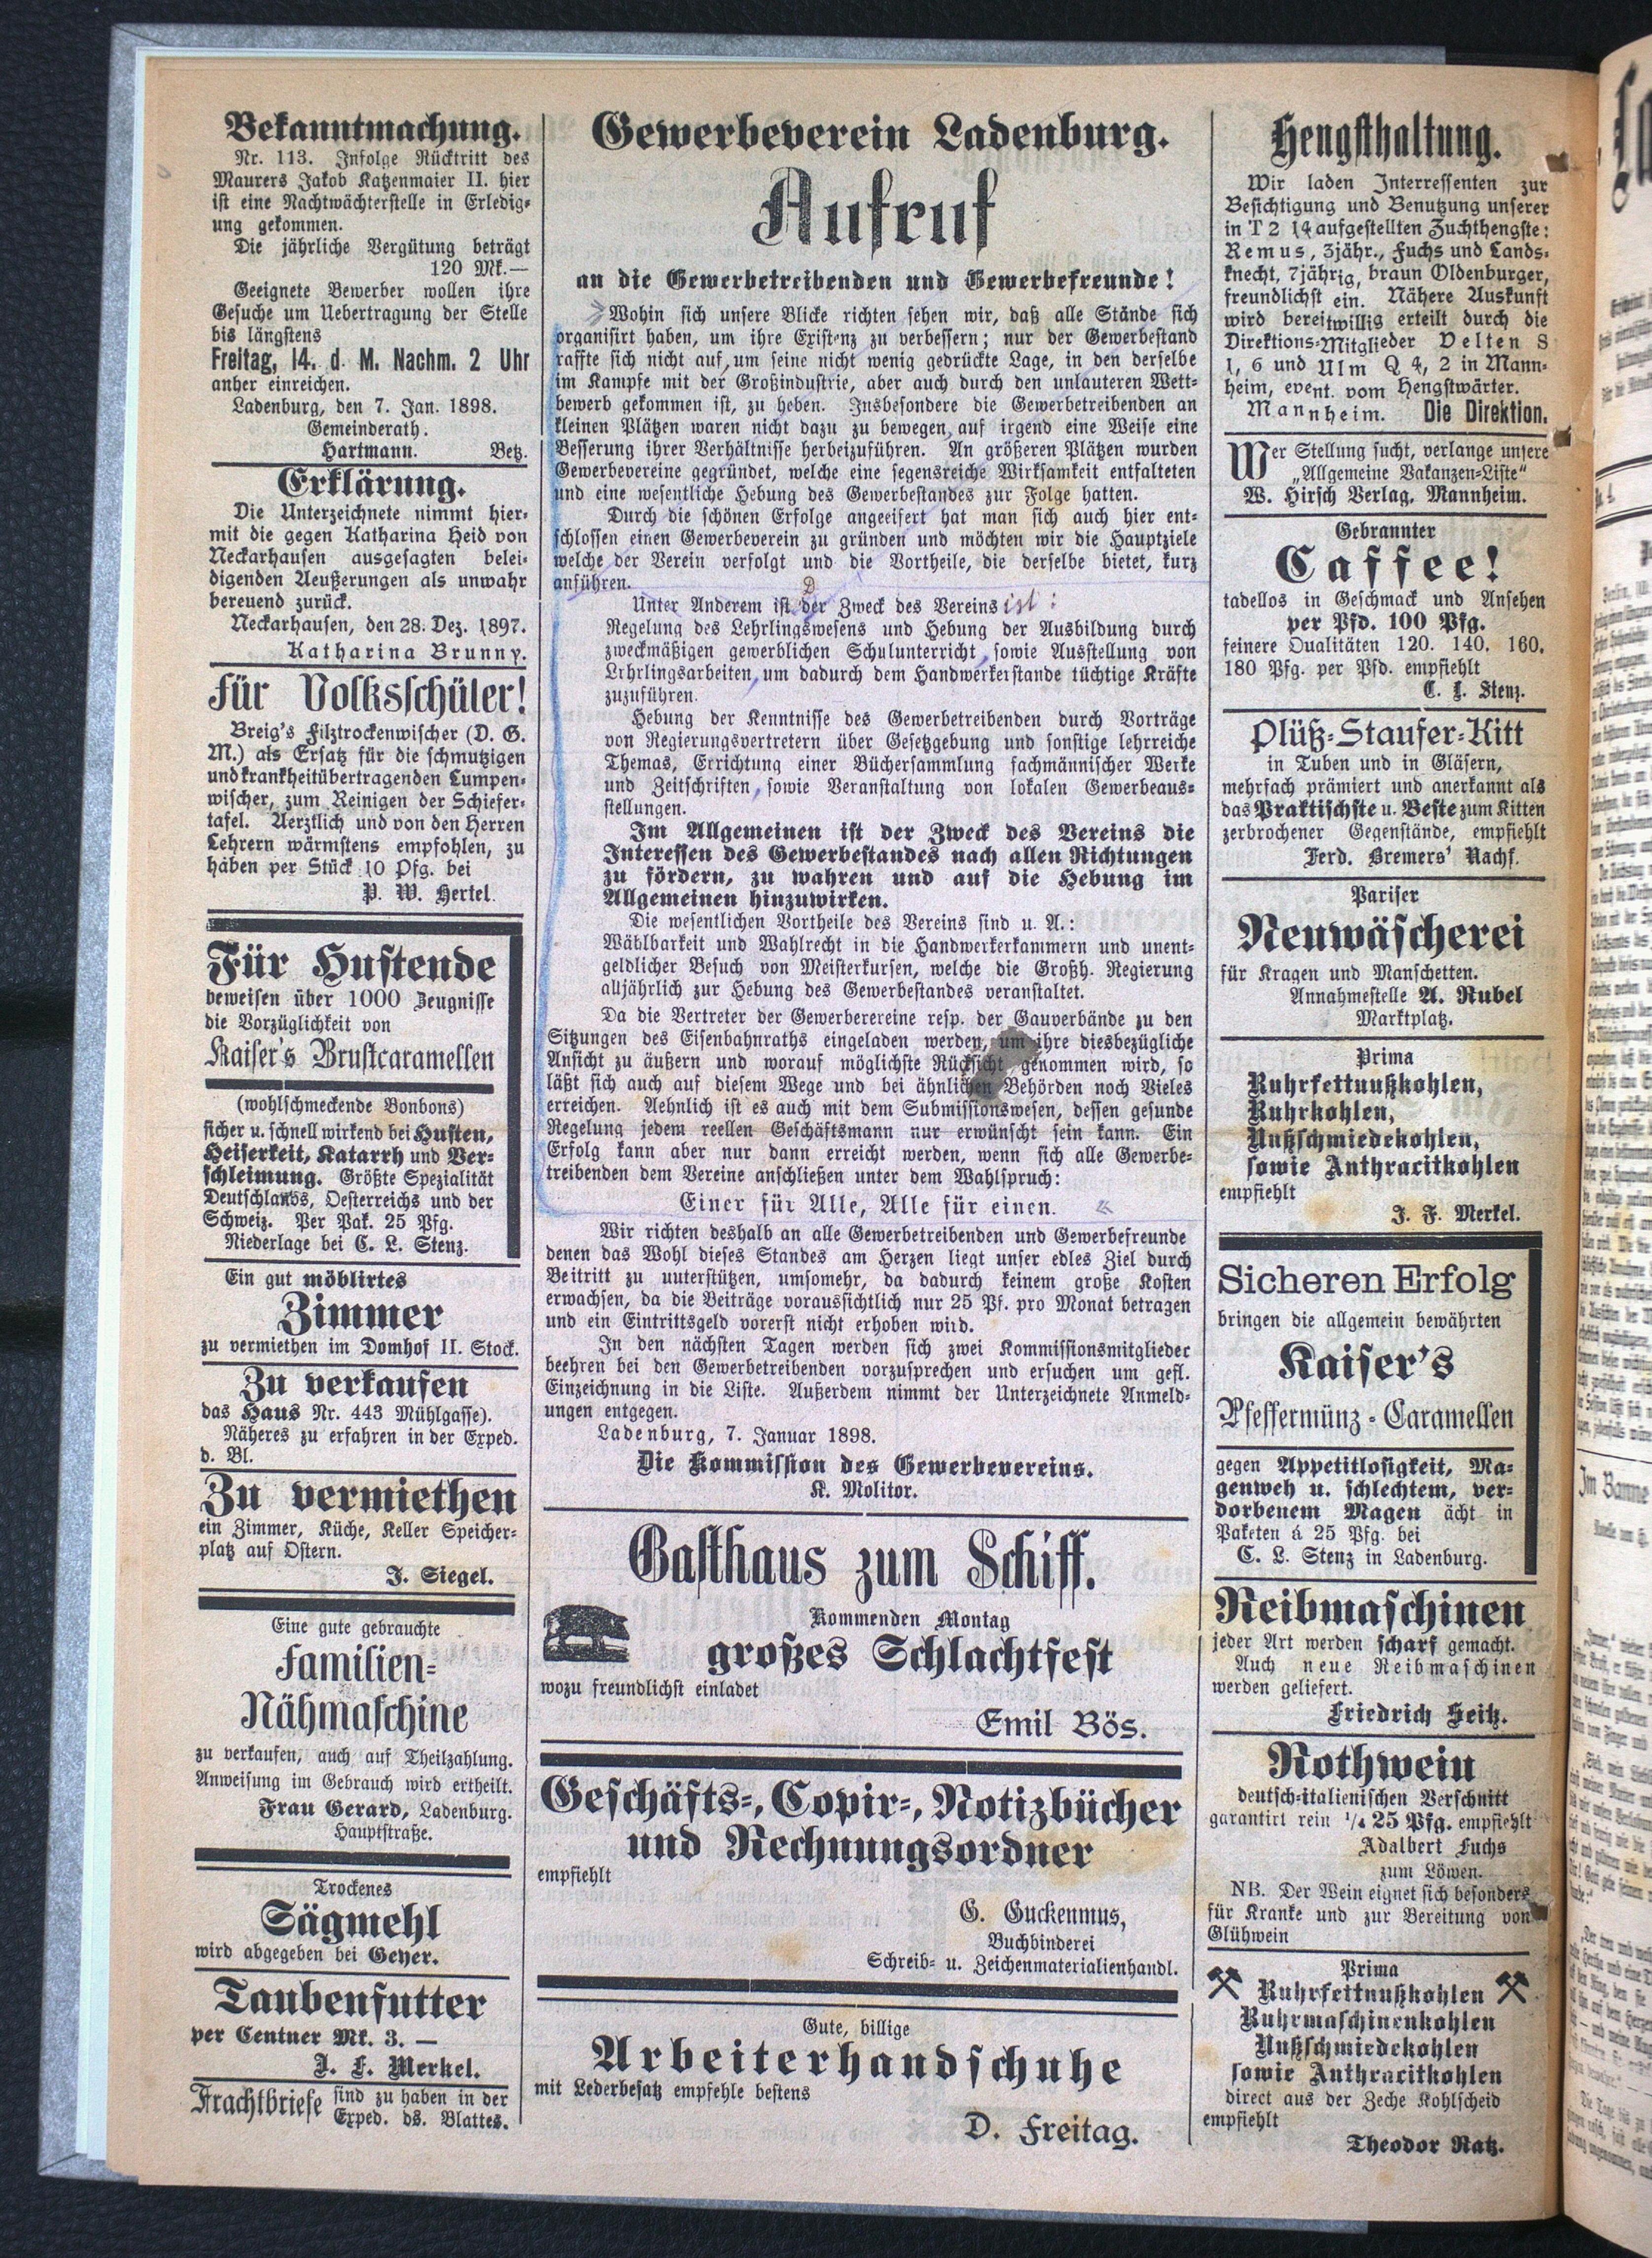 Bekanntmachung.
Nr. 113. Infolge Rücktritt des
Maurers Jakob Katzenmaier II. hier
ist eine Nachtwächterstelle in Erledig-
ung gekommen.
Die jährliche Vergütung beträgt
120 Mk.—
Geeignete Bewerber wollen ihre
Gesuche um Uebertragung der Stelle
bis längstens
Freitag, 14. d. M. Nachm. 2 Uhr
anher einreichen.
Ladenburg, den 7. Jan. 1898.
Gemeinderath.
Hartmann. Betz.
Erklärung.
Die Unterzeichnete nimmt hier-
mit die gegen Katharina Heid von
Neckarhausen ausgesagten belei-
digenden Aeußerungen als unwahr
bereuend zurück.
Neckarhausen, den 28. Dez. 1897.
Katharina Brunny.
Für Volksschüler!
Breig's Filztrockenwischer (D. G.
M.) als Ersatz für die schmutzigen
und krankheitübertragenden Lumpen-
wischer, zum Reinigen der Schiefer-
tafel. Aerztlich und von den Herren
Lehrern wärmstens empfohlen, zu
haben per Stück 10 Pfg. bei
P. W. Hertel.
Für Hustende
beweisen über 1000 Zeugnisse
die Vorzüglichkeit von
Kaiser's Brustcaramellen
(wohlschmeckende Bonbons)
sicher u. schnell wirkend bei Husten,
Heiserkeit, Katarrh und Ver-
schleimung. Größte Spezialität
Deutschlands, Oesterreichs und der
Schweiz. Per Pak. 25 Pfg.
Niederlage bei C. L. Stenz.
Ein gut möblirtes
Zimmer
zu vermiethen im Domhof II. Stock.
Zu verkaufen
das Haus Nr. 443 Mühlgasse).
Näheres zu erfahren in der Exped.
d. Bl.
Zu vermiethen
ein Zimmer, Küche, Keller Speicher-
platz auf Ostern.
J. Siegel.
Eine gute gebrauchte
Familien-
Nähmaschine
zu verkaufen, auch auf Theilzahlung.
Anweisung im Gebrauch wird ertheilt.
Frau Gerard, Ladenburg.
Hauptstraße.
Trockenes
Sägmehl
wird abgegeben bei Geyer.
Taubenfutter
per Centner Mk. 3. —
J. F. Merkel.
Frachtbriefe sind zu haben in der
Exped. ds. Blattes.
Gewerbeverein Ladenburg.
Aufruf
an die Gewerbetreibenden und Gewerbefreunde!
Wohin sich unsere Blicke richten sehen wir, daß alle Stände sich
organisirt haben, um ihre Existenz zu verbessern; nur der Gewerbestand
raffte sich nicht auf, um seine nicht wenig gedrückte Lage, in den derselbe
im Kampfe mit der Großindustrie, aber auch durch den unlauteren Wett-
bewerb gekommen ist, zu heben. Insbesondere die Gewerbetreibenden an
kleinen Plätzen waren nicht dazu zu bewegen, auf irgend eine Weise eine
Besserung ihrer Verhältnisse herbeizuführen. An größeren Plätzen wurden
Gewerbevereine gegründet, welche eine segensreiche Wirksamkeit entfalteten
und eine wesentliche Hebung des Gewerbestandes zur Folge hatten.
Durch die schönen Erfolge angeeifert hat man sich auch hier ent-
schlossen einen Gewerbeverein zu gründen und möchten wir die Hauptziele
welche der Verein verfolgt und die Vortheile, die derselbe bietet, kurz
anführen.
Unter Anderem ist der Zweck des Vereins ist:
Regelung des Lehrlingswesens und Hebung der Ausbildung durch
zweckmäßigen gewerblichen Schulunterricht, sowie Ausstellung von
Lrhrlingsarbeiten, um dadurch dem Handwerkerstande tüchtige Kräfte
zuzuführen.
Hebung der Kenntnisse des Gewerbetreibenden durch Vorträge
von Regierungsvertretern über Gesetzgebung und sonstige lehrreiche
Themas, Errichtung einer Büchersammlung fachmännischer Werke
und Zeitschriften, sowie Veranstaltung von lokalen Gewerbeaus-
stellungen.
Im Allgemeinen ist der Zweck des Vereins die
Interessen des Gewerbestandes nach allen Richtungen
zu fördern, zu wahren und auf die Hebung im
Allgemeinen hinzuwirken.
Die wesentlichen Vortheile des Vereins sind u. A.:
Wählbarkeit und Wahlrecht in die Handwerkerkammern und unent-
geldlicher Besuch von Meisterkursen, welche die Großh. Regierung
alljährlich zur Hebung des Gewerbestandes veranstaltet.
Da die Vertreter der Gewerberereine resp. der Gauverbände zu den
Sitzungen des Eisenbahnraths eingeladen werden, um ihre diesbezügliche
Ansicht zu äußern und worauf möglichste Rücksicht genommen wird, so
läßt sich auch auf diesem Wege und bei ähnlichen Behörden noch Vieles
erreichen. Aehnlich ist es auch mit dem Submissionswesen, dessen gesunde
Regelung jedem reellen Geschäftsmann nur erwünscht sein kann. Ein
Erfolg kann aber nur dann erreicht werden, wenn sich alle Gewerbe-
treibenden dem Vereine anschließen unter dem Wahlspruch:
Einer für Alle, Alle für einen.
Wir richten deshalb an alle Gewerbetreibenden und Gewerbefreunde
denen das Wohl dieses Standes am Herzen liegt unser edles Ziel durch
Beitritt zu uuterstützen, umsomehr, da dadurch keinem große Kosten
erwachsen, da die Beiträge voraussichtlich nur 25 Pf. pro Monat betragen
und ein Eintrittsgeld vorerst nicht erhoben wird.
In den nächsten Tagen werden sich zwei Kommissionsmitglieder
beehren bei den Gewerbetreibenden vorzusprechen und ersuchen um gefl.
Einzeichnung in die Liste. Außerdem nimmt der Unterzeichnete Anmeld-
ungen entgegen.
Ladenburg, 7. Januar 1898.
Die Kommission des Gewerbevereins.
K. Molitor.
Gasthaus zum Schiff.
Kommenden Montag
großes Schlachtfest
wozu freundlichst einladet
Emil Bös.
Geschäfts-, Copir-, Notizbücher
und Rechnungsordner
empfiehlt
G. Guckenmus,
Buchbinderei
Schreib- u. Zeichenmaterialienhandl.
Gute, billige
Arbeiterhandschuhe
mit Lederbesatz empfehle bestens
D. Freitag.
Hengsthaltung.
Wir laden Interressenten zur
Besichtigung und Benutzung unserer
in T 2 14 aufgestellten Zuchthengste:
Remus, 3jähr., Fuchs und Lands-
knecht, 7jährig, braun Oldenburger,
freundlichst ein. Nähere Auskunft
wird bereitwillig erteilt durch die
Direktions-Mitglieder Velten S
1, 6 und Ulm Q 4, 2 in Mann-
heim, event. vom Hengstwärter.
Mannheim. Die Direktion.
Wer Stellung sucht, verlange unsere
„Allgemeine Vakanzen-Liste“
W. Hirsch Verlag, Mannheim.
Gebrannter
Caffee!
tadellos in Geschmack und Ansehen
per Pfd. 100 Pfg.
feinere Qualitäten 120. 140. 160.
180 Pfg. per Pfd. empfiehlt
C. L. Stenz.
Plüß-Staufer-Kitt
in Tuben und in Gläsern,
mehrfach prämiert und anerkannt als
das Praktischste u. Beste zum Kitten
zerbrochener Gegenstände, empfiehlt
Ferd. Bremers' Nachf.
Pariser
Neuwäscherei
für Kragen und Manschetten.
Annahmestelle A. Rubel
Marktplatz.
Prima
Ruhrfettnußkohlen,
Ruhrkohlen,
Nußschmiedekohlen,
sowie Anthracitkohlen
empfiehlt
J. F. Merkel.
Sicheren Erfolg
bringen die allgemein bewährten
Kaiser's
Pfeffermünz-Caramellen
gegen Appetitlosigkeit, Ma-
genweh u. schlechtem, ver-
dorbenem Magen ächt in
Paketen á 25 Pfg. bei
C. L. Stenz in Ladenburg.
Reibmaschinen
jeder Art werden scharf gemacht.
Auch neue Reibmaschinen
werden geliefert.
Friedrich Heitz.
Rothwein
deutsch-italienischen Verschnitt
garantirt rein 1/4 25 Pfg. empfiehlt
Adalbert Fuchs
zum Löwen.
NB. Der Wein eignet sich besonders
für Kranke und zur Bereitung von
Glühwein
Prima
Ruhrfettnußkohlen
Ruhrmaschinenkohlen
Nußschmiedekohlen
sowie Anthracitkohlen
direct aus der Zeche Kohlscheid
empfiehlt
Theodor Ratz.